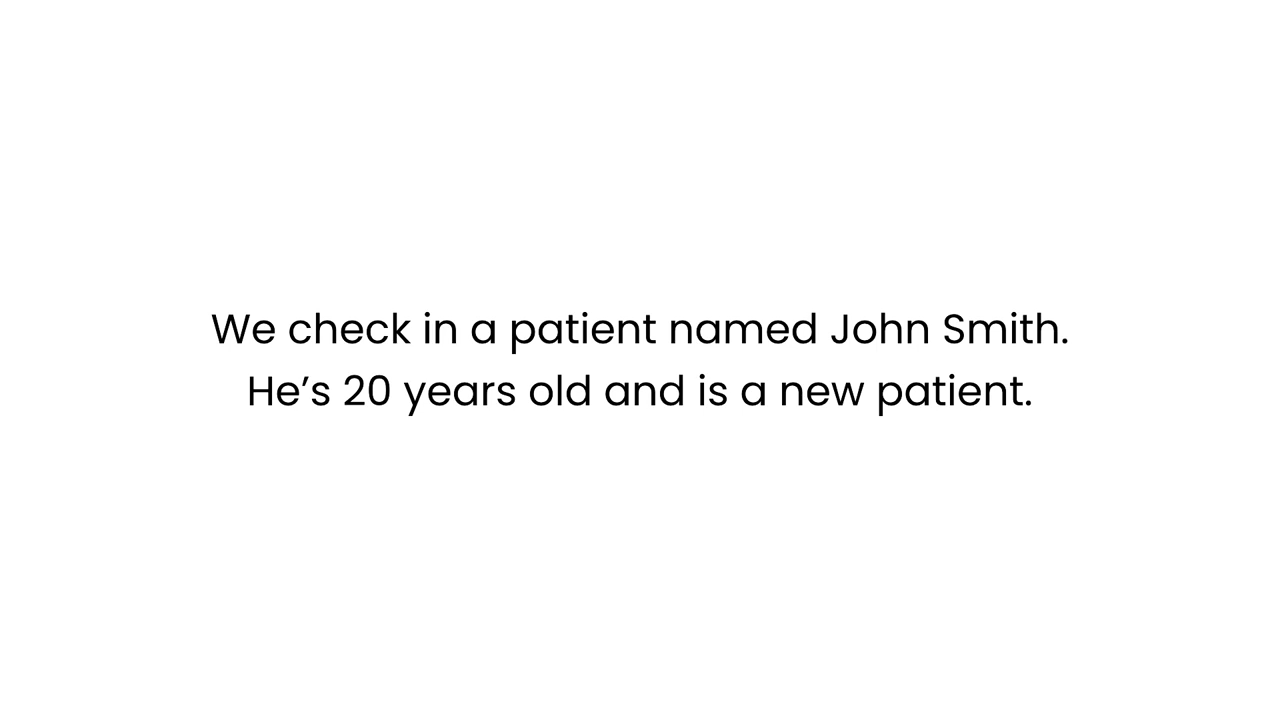 We check in a patient named John Smith.
He’s 20 years old and is a new patient.